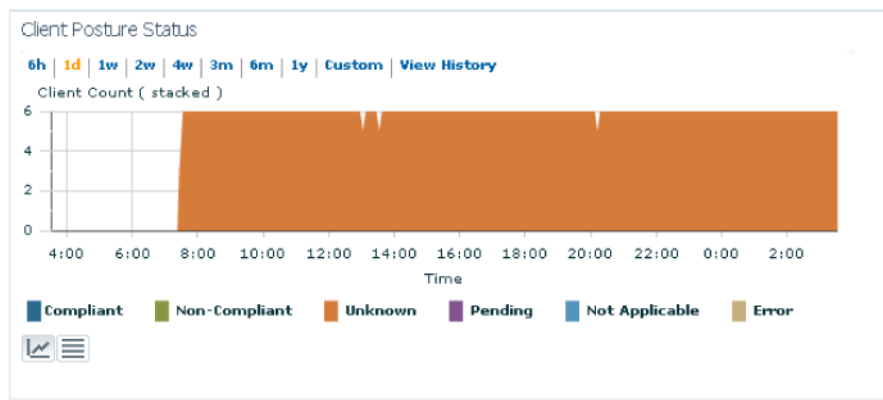 Client Posture Status
6h | 1d | 1w | 2w | 4w | 3m | 6m | 1y | Custom | View History
Client Count ( stacked )
6
4
2
0
4:00 6:00 8:00 10:00 12:00 14:00 16:00 18:00 20:00 22:00 0:00 2:00
Time
Compliant Non-Compliant Unknown Pending Not Applicable Error